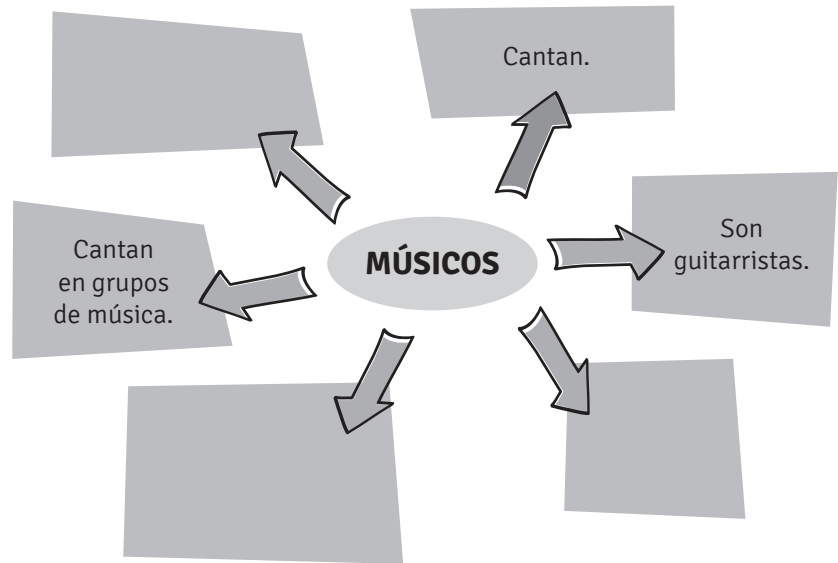 Cantan.
Cantan
en grupos
de música.
MÚSICOS
Son
guitarristas.